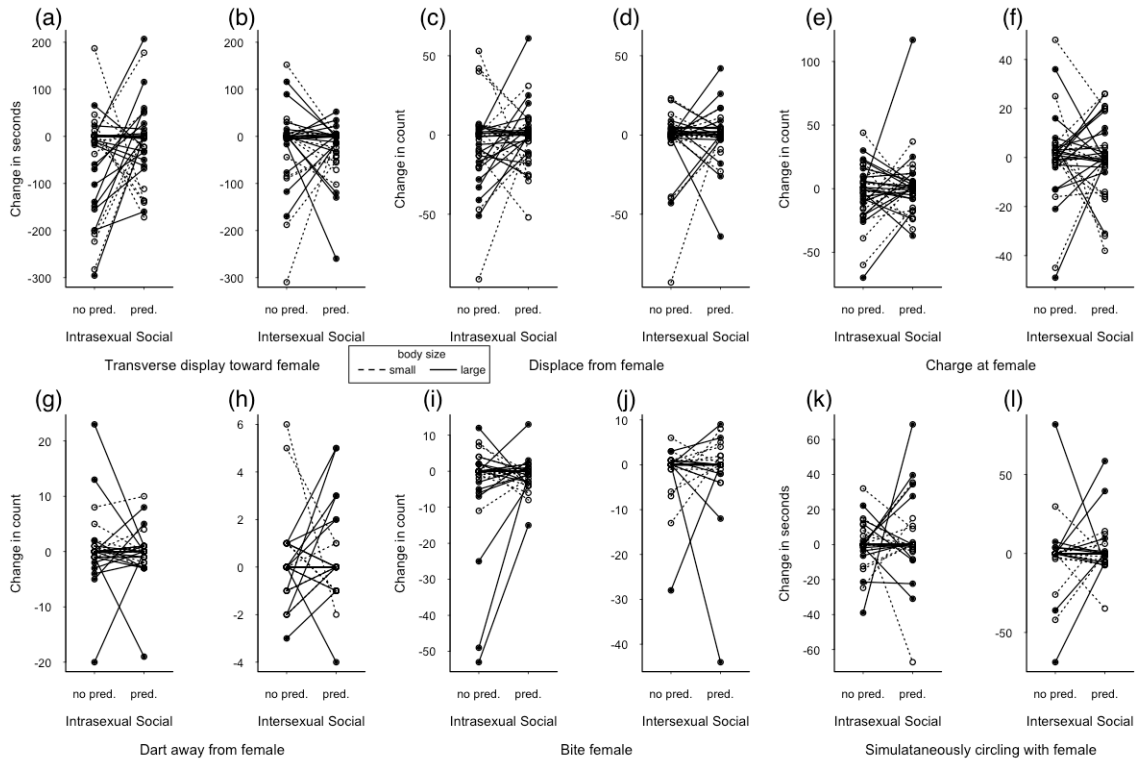 (a) (b) (c) (d) (e) (f)
Change in seconds
200
100
0
-100
-200
-300
no pred. pred.
Intrasexual Social
200
100
0
-100
-200
-300
no pred. pred.
Intersexual Social
Transverse display toward female
Change in count
50
0
-50
no pred. pred.
Intrasexual Social
50
0
-50
no pred. pred.
Intersexual Social
Displace from female
Change in count
100
50
0
-50
no pred. pred.
Intrasexual Social
40
20
0
-20
-40
no pred. pred.
Intersexual Social
Charge at female
body size
small large
(g) (h) (i) (j) (k) (l)
Change in count
20
10
0
-10
-20
no pred. pred.
Intrasexual Social
6
4
2
0
-2
-4
no pred. pred.
Intersexual Social
Dart away from female
Change in count
10
0
-10
-20
-30
-40
-50
no pred. pred.
Intrasexual Social
10
0
-10
-20
-30
-40
no pred. pred.
Intersexual Social
Bite female
Change in seconds
60
40
20
0
-20
-40
-60
no pred. pred.
Intrasexual Social
50
0
-50
no pred. pred.
Intersexual Social
Simulataneously circling with female